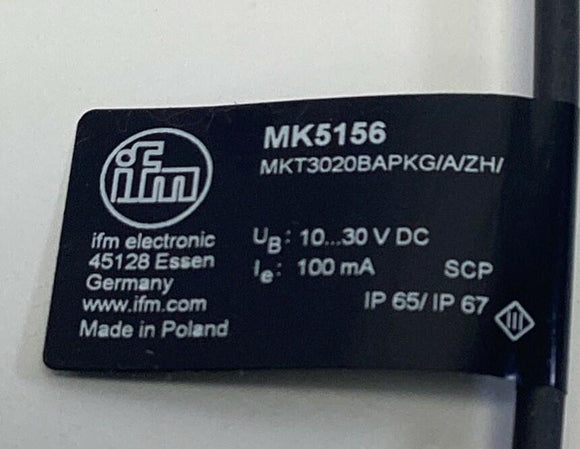 ifm
MK5156
MKT3020BAPKG/A/ZH/
ifm electronic
45128 Essen
Germany
www.ifm.com
Made in Poland
UB: 10...30 V DC
Ie: 100 mA SCP
IP 65/ IP 67
III